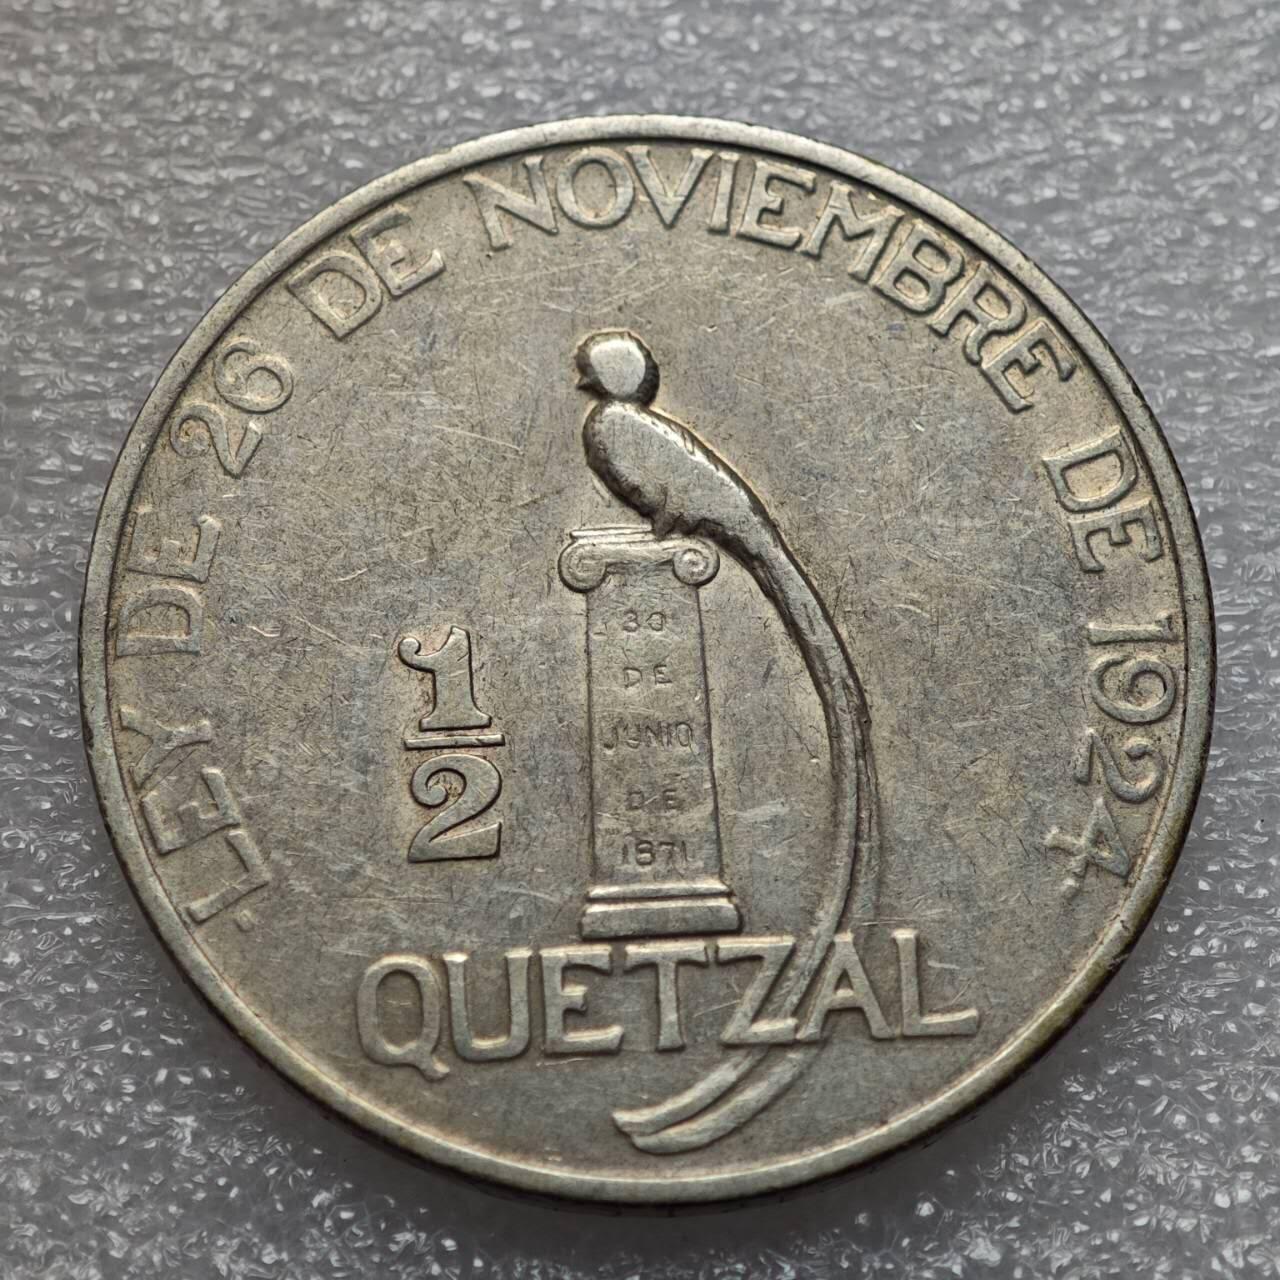 LEY DE 26 DE NOVIEMBRE DE 1924
30
DE
JUNIO
DE
1871
1/2
QUETZAL